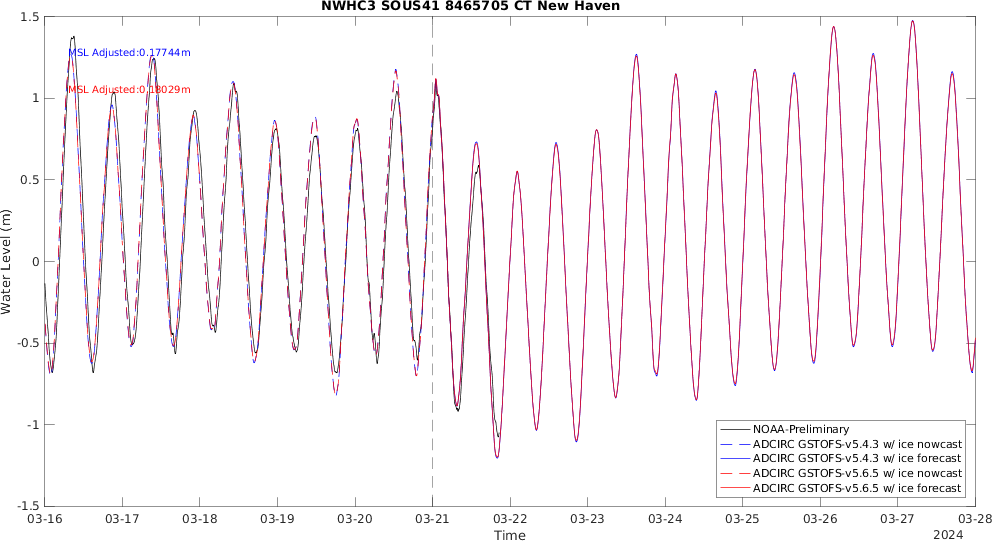 NWHC3 SOUS41 8465705 CT New Haven
1.5
1
0.5
0
-0.5
-1
-1.5
Water Level (m)
MSL Adjusted:0.17744m
MSL Adjusted:0.18029m
NOAA-Preliminary
ADCIRC GSTOFS-v5.4.3 w/ ice nowcast
ADCIRC GSTOFS-v5.4.3 w/ ice forecast
ADCIRC GSTOFS-v5.6.5 w/ ice nowcast
ADCIRC GSTOFS-v5.6.5 w/ ice forecast
03-16 03-17 03-18 03-19 03-20 03-21 03-22 03-23 03-24 03-25 03-26 03-27 03-28
Time
2024